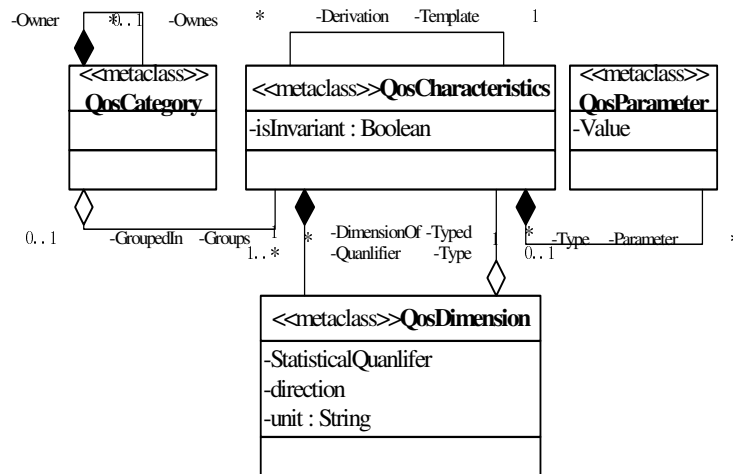 -Owner * 0..1 -Ownes * -Derivation -Template 1
<<metaclass>>
QosCategory
<<metaclass>>QosCharacteristics
-isInvariant : Boolean
<<metaclass>>
QosParameter
-Value
0..1 -GroupedIn -Groups 1
1..* * -DimensionOf -Typed 1 *
-Quanlifier -Type 0..1 -Type -Parameter *
<<metaclass>>QosDimension
-StatisticalQuanlifer
-direction
-unit : String